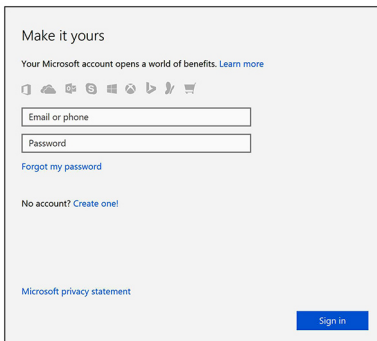 Make it yours
Your Microsoft account opens a world of benefits. Learn more
Email or phone
Password
Forgot my password
No account? Create one!
Microsoft privacy statement
Sign in